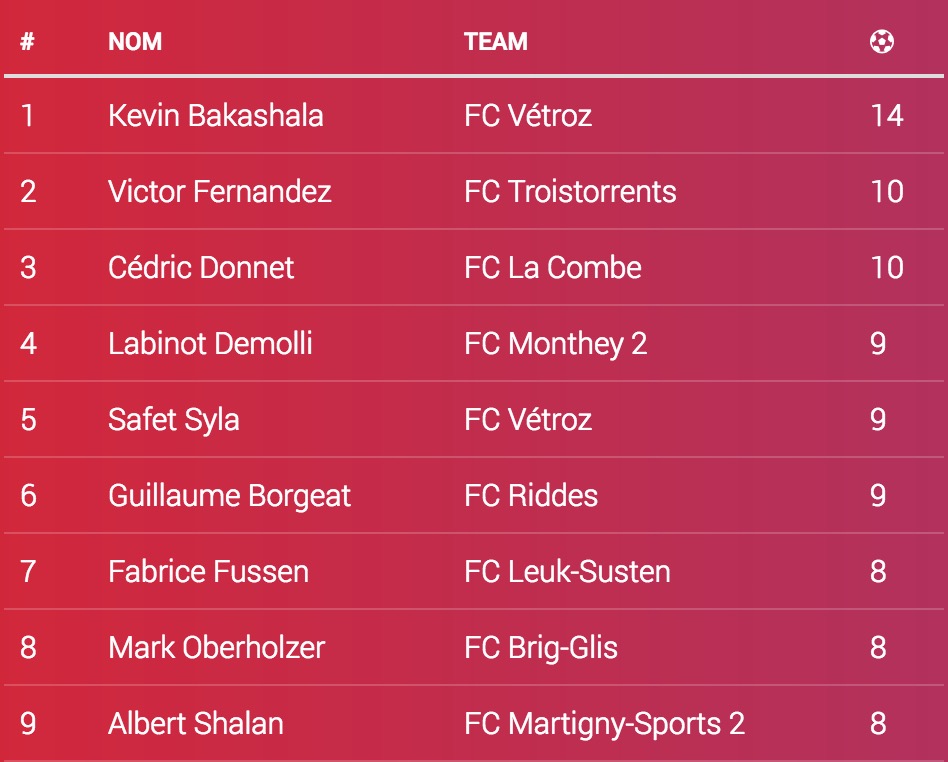 # NOM TEAM
1 Kevin Bakashala FC Vétroz 14
2 Victor Fernandez FC Troistorrents 10
3 Cédric Donnet FC La Combe 10
4 Labinot Demolli FC Monthey 2 9
5 Safet Syla FC Vétroz 9
6 Guillaume Borgeat FC Riddes 9
7 Fabrice Fussen FC Leuk-Susten 8
8 Mark Oberholzer FC Brig-Glis 8
9 Albert Shalan FC Martigny-Sports 2 8